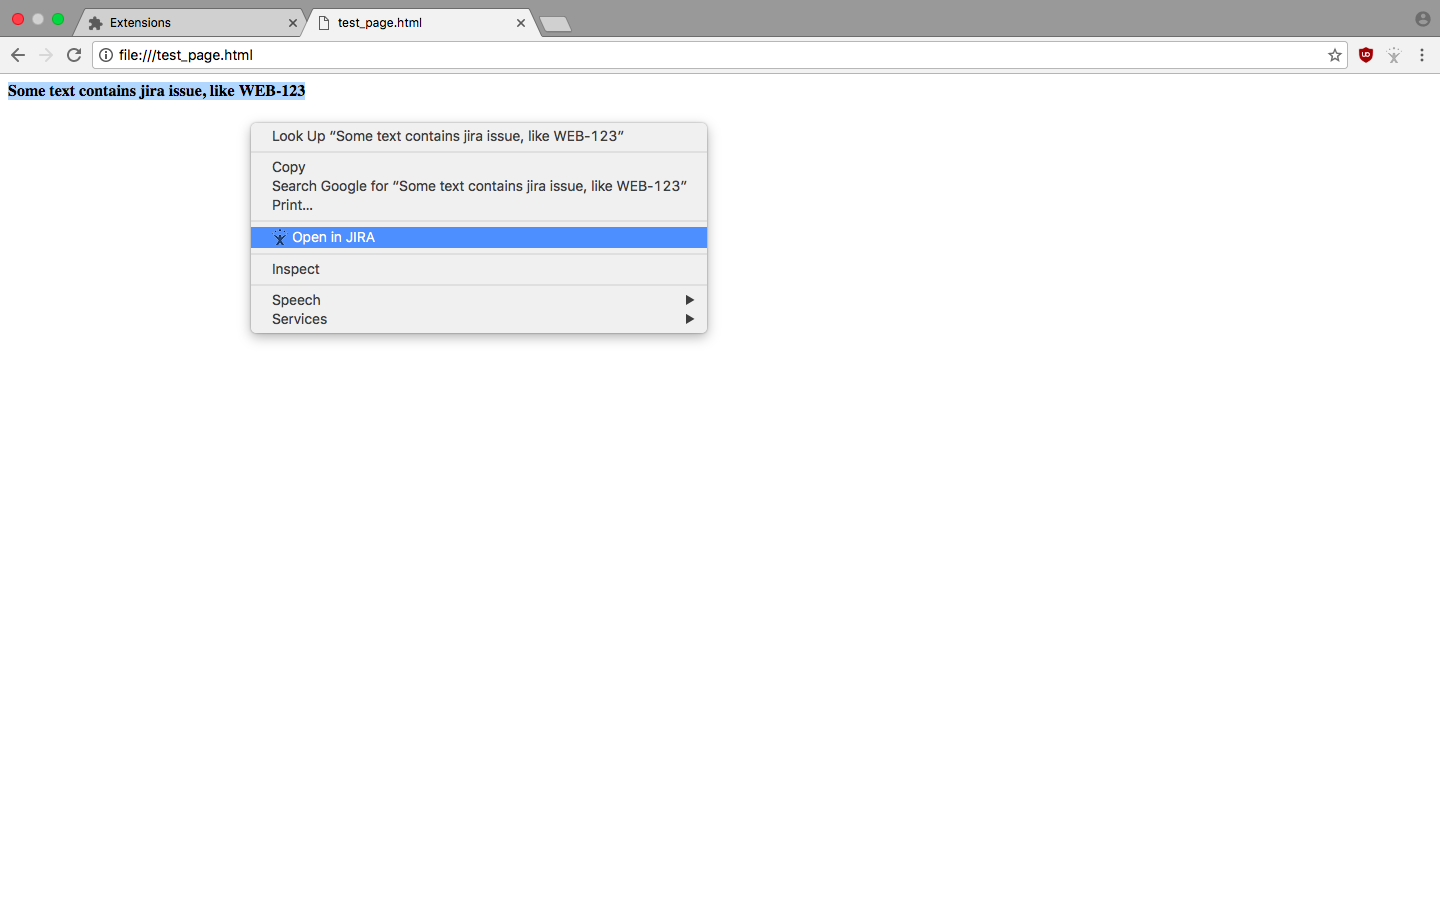 Extensions
test_page.html
file:///test_page.html
Some text contains jira issue, like WEB-123
Look Up “Some text contains jira issue, like WEB-123”
Copy
Search Google for “Some text contains jira issue, like WEB-123”
Print...
Open in JIRA
Inspect
Speech
Services